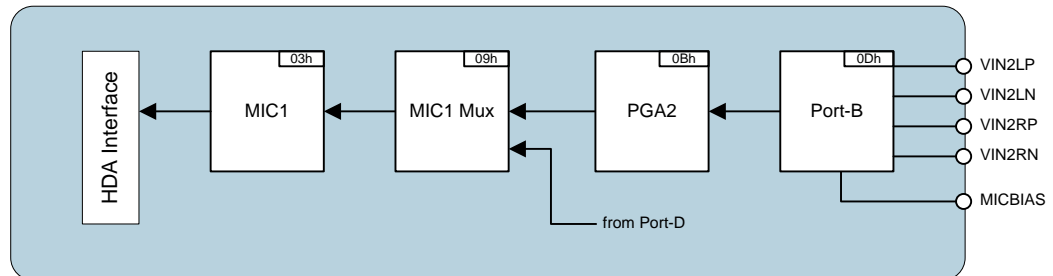 HDA Interface
03h
MIC1
09h
MIC1 Mux
0Bh
PGA2
0Dh
Port-B
VIN2LP
VIN2LN
VIN2RP
VIN2RN
MICBIAS
from Port-D